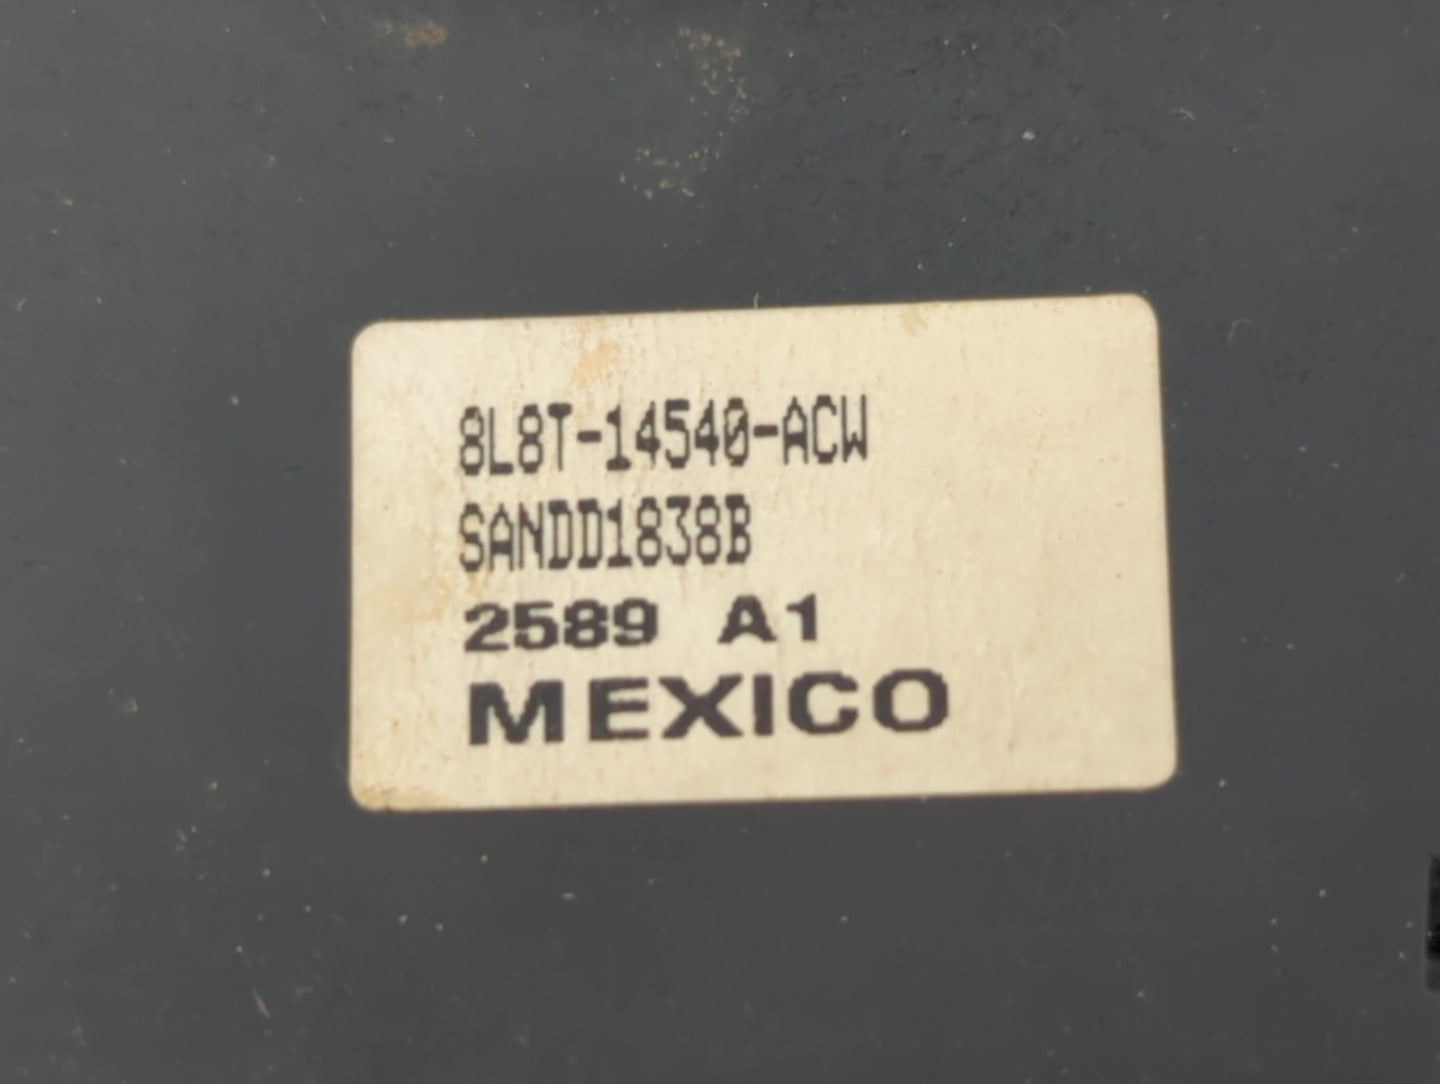 8L8T-14540-ACW
SANDD1838B
2589 A1
MEXICO